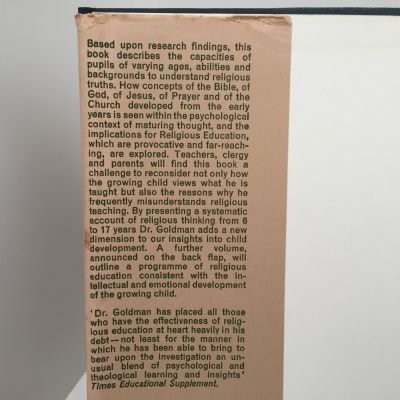 Based upon research findings, this
book describes the capacities of
pupils of varying ages, abilities and
backgrounds to understand religious
truths. How concepts of the Bible, of
God, of Jesus, of Prayer and of the
Church developed from the early
years is seen within the psychological
context of maturing thought, and the
implications for Religious Education,
which are provocative and far-reach-
ing, are explored. Teachers, clergy
and parents will find this book a
challenge to reconsider not only how
the growing child views what he is
taught but also the reasons why he
frequently misunderstands religious
teaching. By presenting a systematic
account of religious thinking from 6
to 17 years Dr. Goldman adds a new
dimension to our insights into child
development. A further volume,
announced on the back flap, will
outline a programme of religious
education consistent with the in-
tellectual and emotional development
of the growing child.
'Dr. Goldman has placed all those
who have the effectiveness of relig-
ious education at heart heavily in his
debt—not least for the manner in
which he has been able to bring to
bear upon the investigation an un-
usual blend of psychological and
theological learning and insights'
Times Educational Supplement.